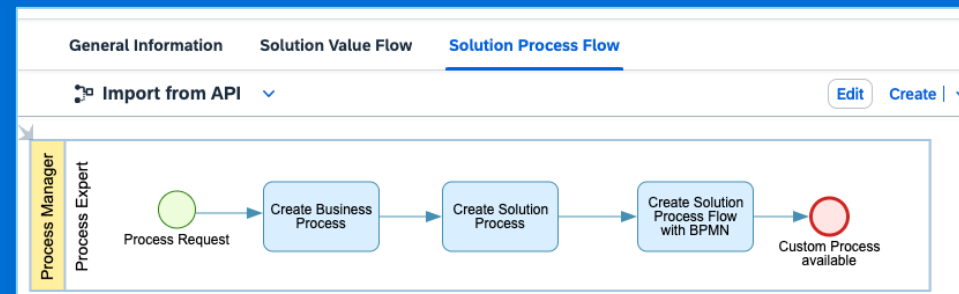 General Information Solution Value Flow Solution Process Flow
Import from API
Edit Create
Process Manager
Process Expert
Process Request
Create Business
Process
Create Solution
Process
Create Solution
Process Flow
with BPMN
Custom Process
available